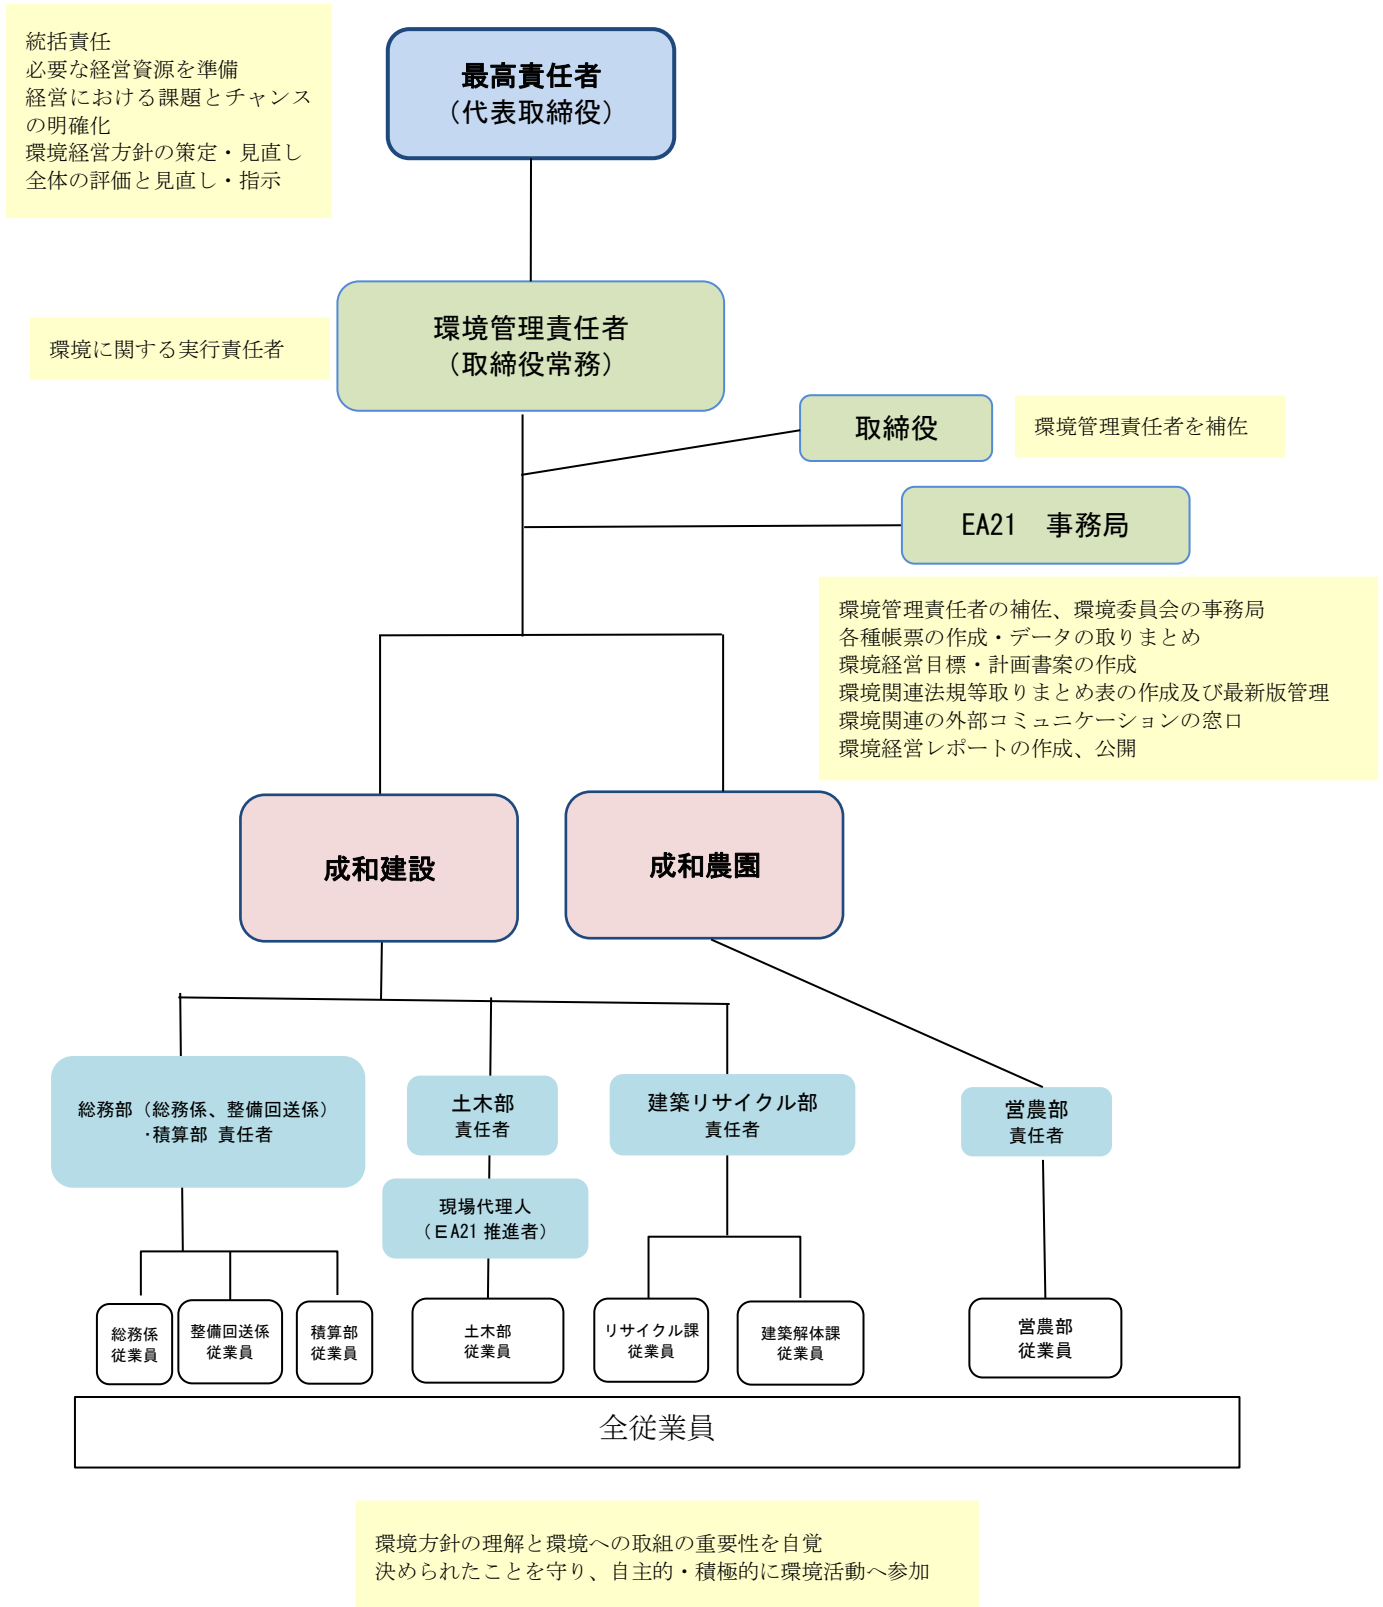 統括責任
必要な経営資源を準備
経営における課題とチャンス
の明確化
環境経営方針の策定・見直し
全体の評価と見直し・指示
最高責任者
（代表取締役）
環境に関する実行責任者
環境管理責任者
（取締役常務）
取締役
環境管理責任者を補佐
EA21　事務局
環境管理責任者の補佐、環境委員会の事務局
各種帳票の作成・データの取りまとめ
環境経営目標・計画書案の作成
環境関連法規等取りまとめ表の作成及び最新版管理
環境関連の外部コミュニケーションの窓口
環境経営レポートの作成、公開
成和建設
成和農園
総務部（総務係、整備回送係）
・積算部 責任者
土木部
責任者
現場代理人
（ＥA21 推進者）
建築リサイクル部
責任者
営農部
責任者
総務係
従業員
整備回送係
従業員
積算部
従業員
土木部
従業員
リサイクル課
従業員
建築解体課
従業員
営農部
従業員
全従業員
環境方針の理解と環境への取組の重要性を自覚
決められたことを守り、自主的・積極的に環境活動へ参加